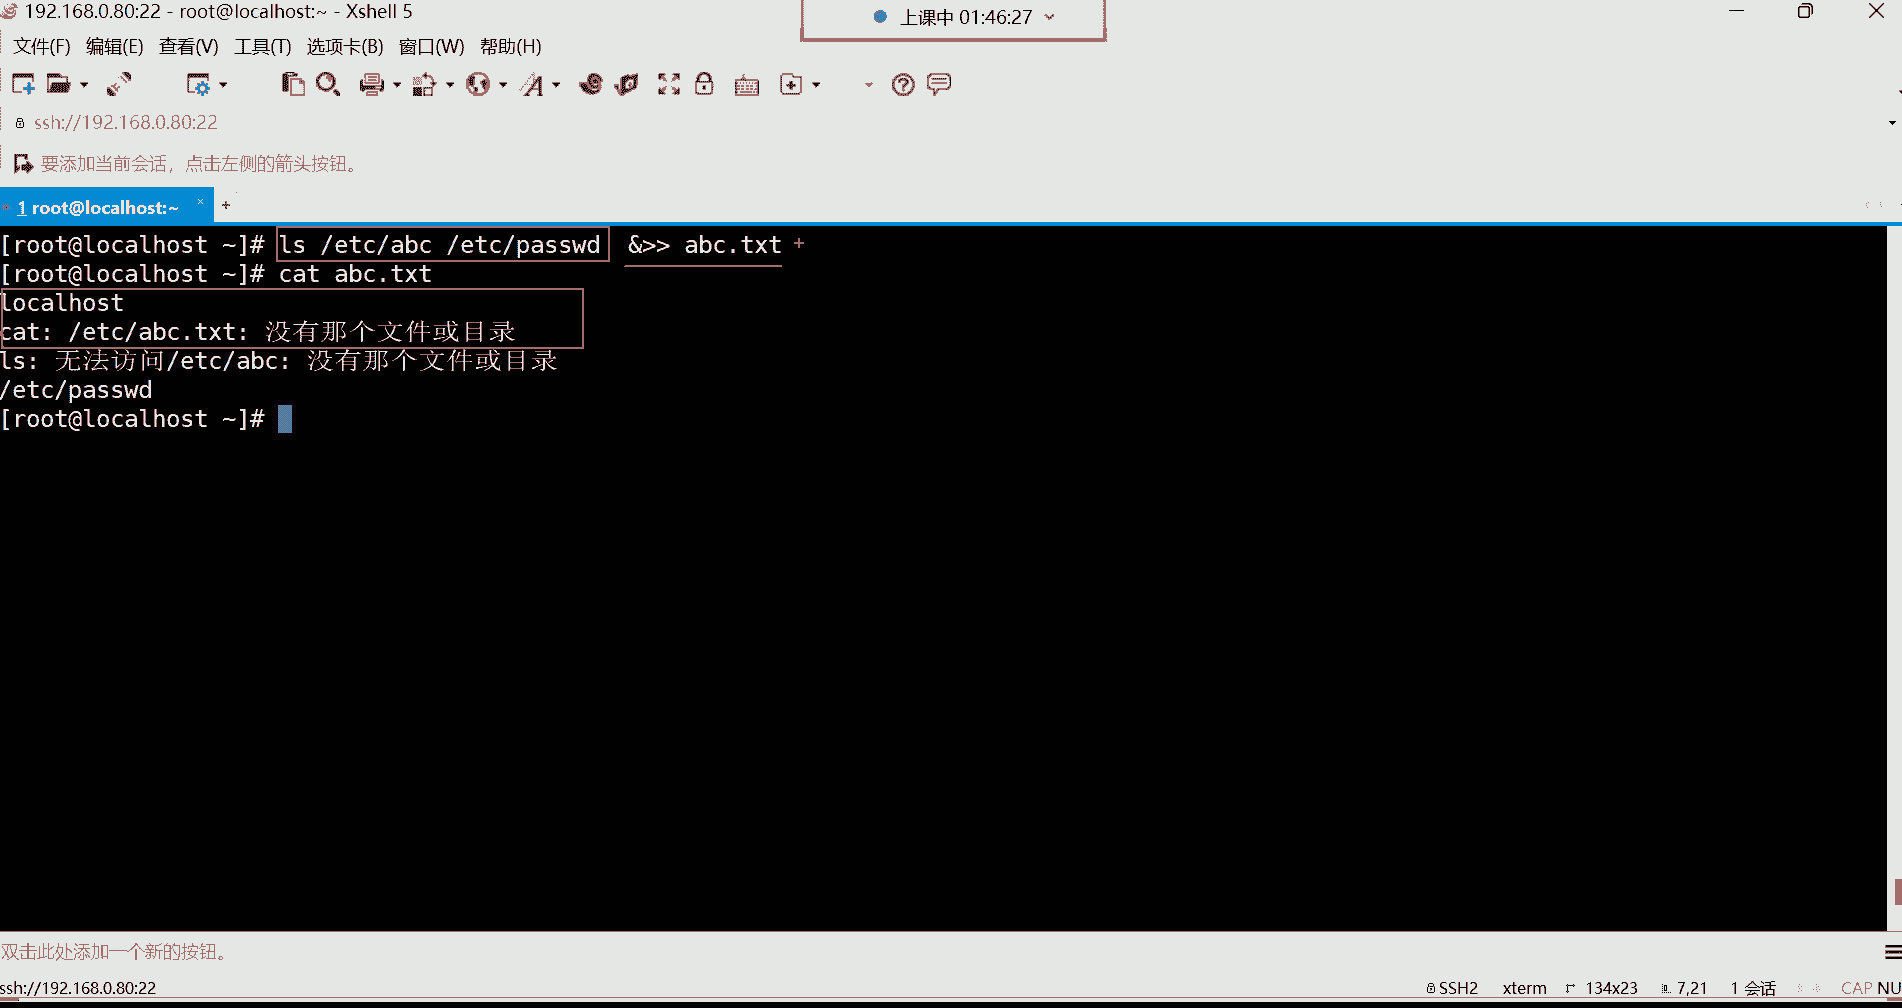 192.168.0.80:22 - root@localhost:~ - Xshell 5
上课中 01:46:27
文件(F) 编辑(E) 查看(V) 工具(T) 选项卡(B) 窗口(W) 帮助(H)
ssh://192.168.0.80:22
要添加当前会话，点击左侧的箭头按钮。
1 root@localhost:~ × +
[root@localhost ~]# ls /etc/abc /etc/passwd &>> abc.txt
[root@localhost ~]# cat abc.txt
localhost
cat: /etc/abc.txt: 没有那个文件或目录
ls: 无法访问/etc/abc: 没有那个文件或目录
/etc/passwd
[root@localhost ~]#
双击此处添加一个新的按钮。
ssh://192.168.0.80:22 SSH2 xterm 134x23 7,21 1 会话 CAP NU